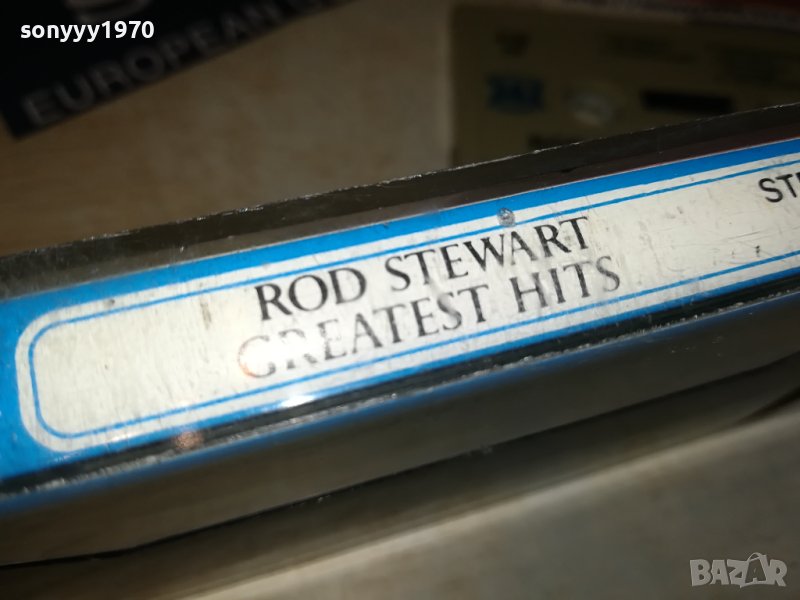 sonyyy1970
EUROPEAN
ROD STEWART
GREATEST HITS
BAZAR